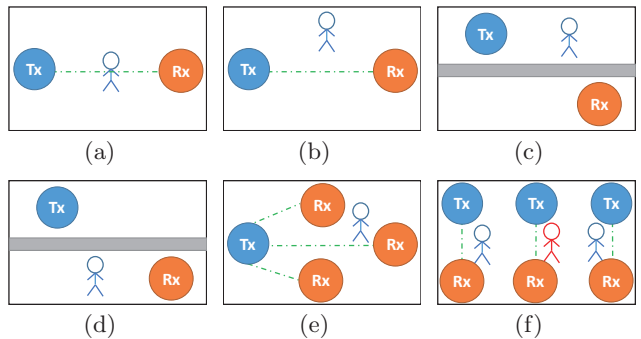 Tx Rx
Tx Rx
Tx
Rx
(a) (b) (c)
Tx
Rx
Rx
Tx Rx
Rx
Tx Tx Tx
Rx Rx Rx
(d) (e) (f)